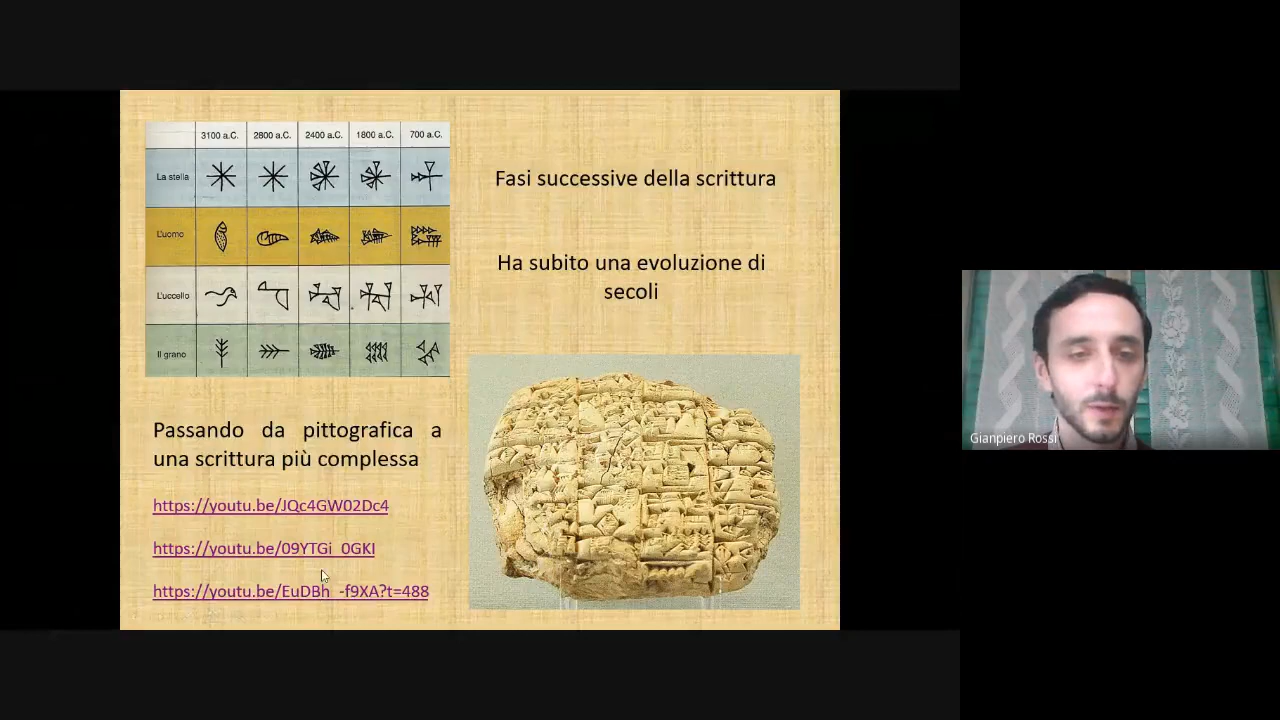 3100 a.C. 2800 a.C. 2400 a.C. 1800 a.C. 700 a.C.
La stella
L'uomo
L'uccello
Il grano
Fasi successive della scrittura
Ha subito una evoluzione di
secoli
Passando da pittografica a
una scrittura più complessa
https://youtu.be/JQc4GW02Dc4
https://youtu.be/09YTGi_0GKI
https://youtu.be/EuDBh_-f9XA?t=488
Gianpiero Rossi